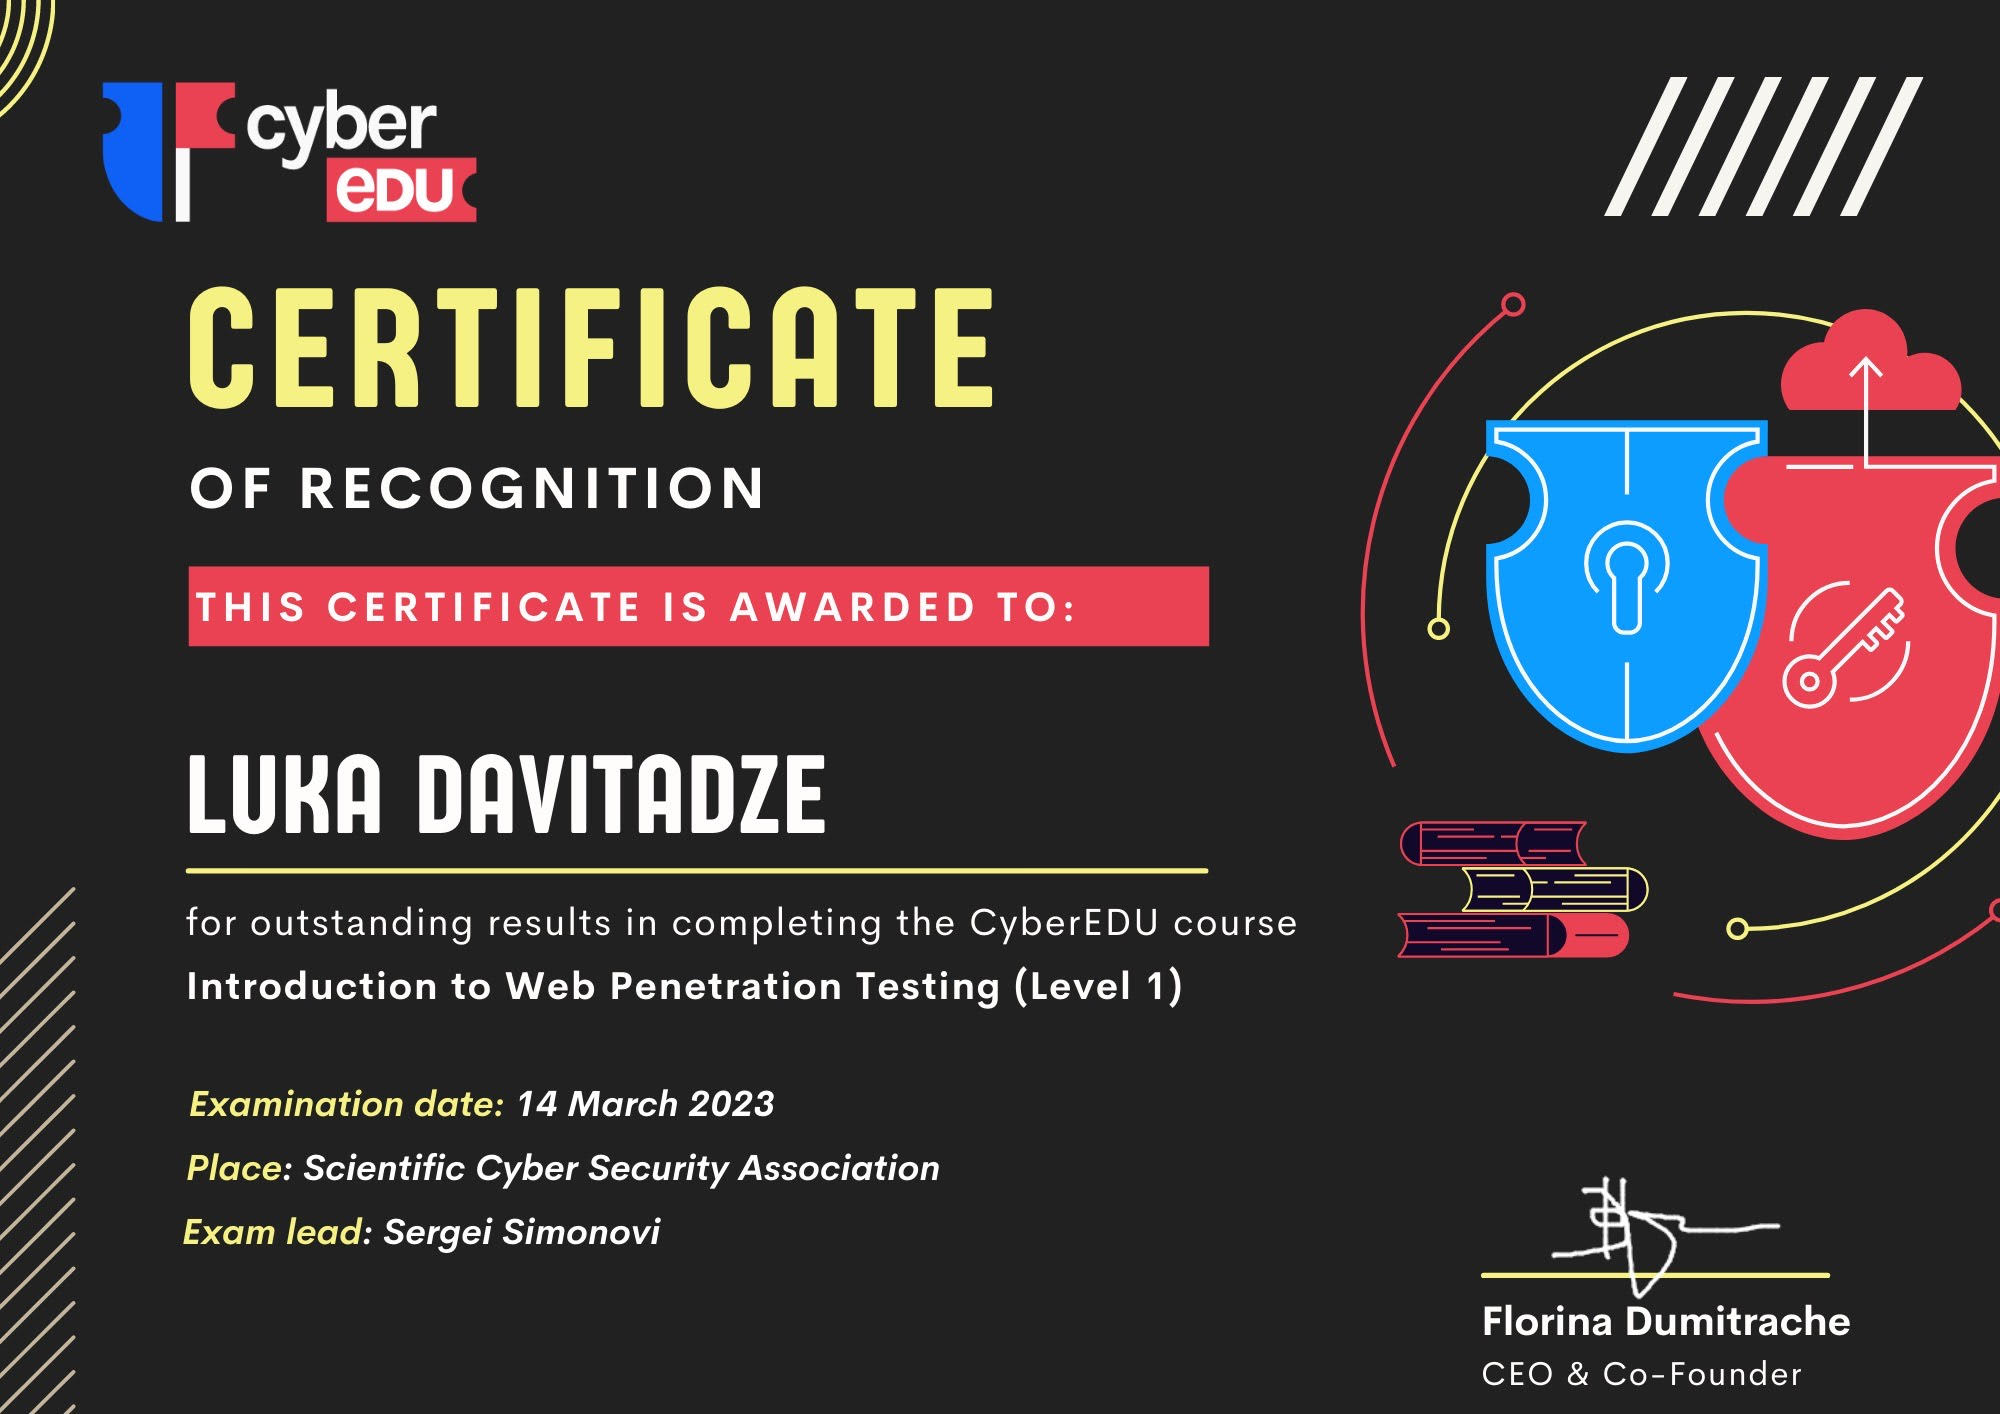 cyber
eDU
CERTIFICATE
OF RECOGNITION
THIS CERTIFICATE IS AWARDED TO:
LUKA DAVITADZE
for outstanding results in completing the CyberEDU course
Introduction to Web Penetration Testing (Level 1)
Examination date: 14 March 2023
Place: Scientific Cyber Security Association
Exam lead: Sergei Simonovi
Florina Dumitrache
CEO & Co-Founder